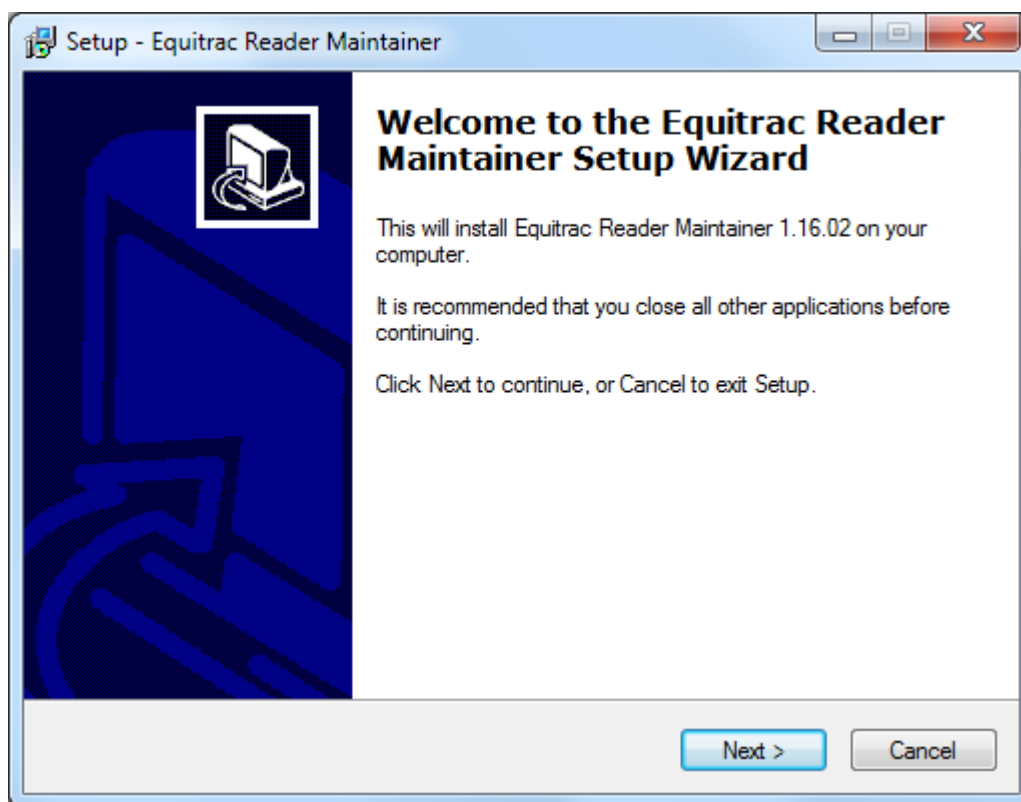 Setup - Equitrac Reader Maintainer
Welcome to the Equitrac Reader
Maintainer Setup Wizard
This will install Equitrac Reader Maintainer 1.16.02 on your
computer.
It is recommended that you close all other applications before
continuing.
Click Next to continue, or Cancel to exit Setup.
Next >
Cancel